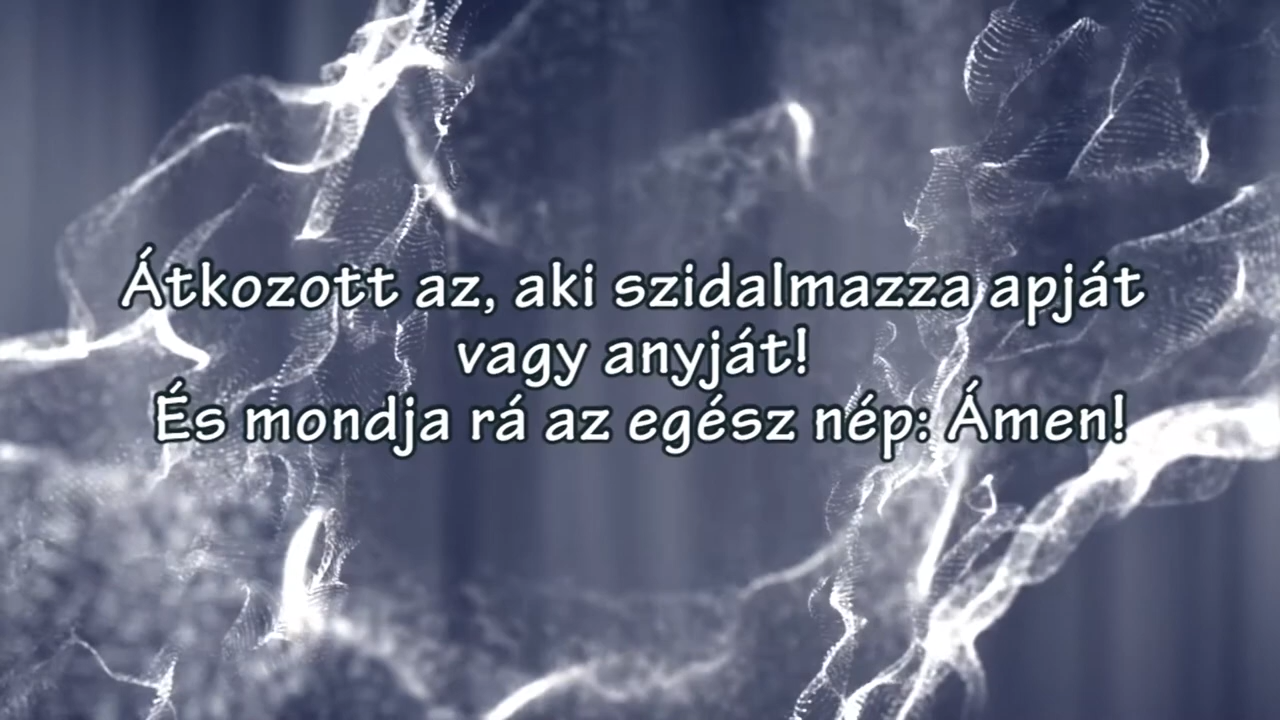 Átkozott az, aki szidalmazza apját
vagy anyját!
És mondja rá az egész nép: Ámen!